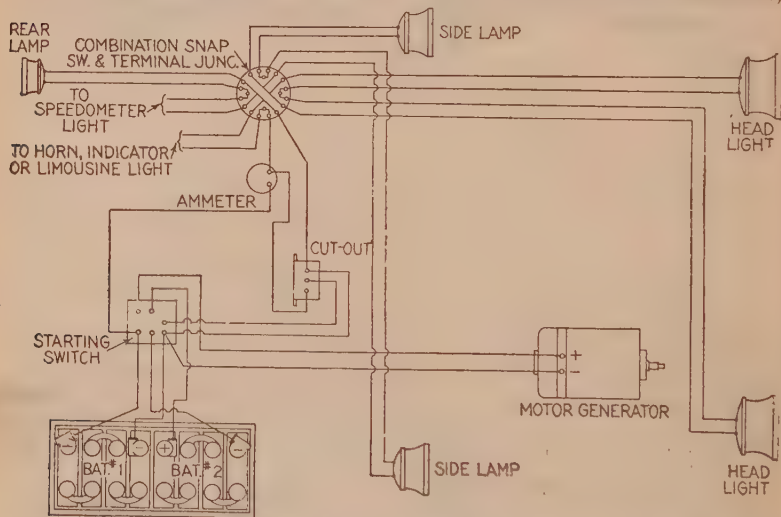 REAR
LAMP
COMBINATION SNAP
SW. & TERMINAL JUNC.
SIDE LAMP
TO
SPEEDOMETER
LIGHT
HEAD
LIGHT
TO HORN, INDICATOR
OR LIMOUSINE LIGHT
AMMETER
CUT-OUT
STARTING
SWITCH
+
-
MOTOR GENERATOR
- + + -
BAT.#1 BAT.#2
SIDE LAMP
HEAD
LIGHT